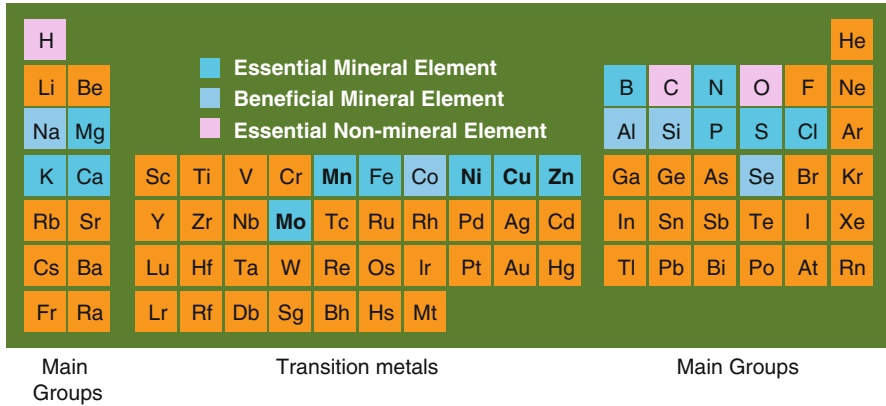 H He
Essential Mineral Element
Beneficial Mineral Element
Essential Non-mineral Element
Li Be B C N O F Ne
Na Mg Al Si P S Cl Ar
K Ca Sc Ti V Cr Mn Fe Co Ni Cu Zn Ga Ge As Se Br Kr
Rb Sr Y Zr Nb Mo Tc Ru Rh Pd Ag Cd In Sn Sb Te I Xe
Cs Ba Lu Hf Ta W Re Os Ir Pt Au Hg Tl Pb Bi Po At Rn
Fr Ra Lr Rf Db Sg Bh Hs Mt
Main Transition metals Main Groups
Groups